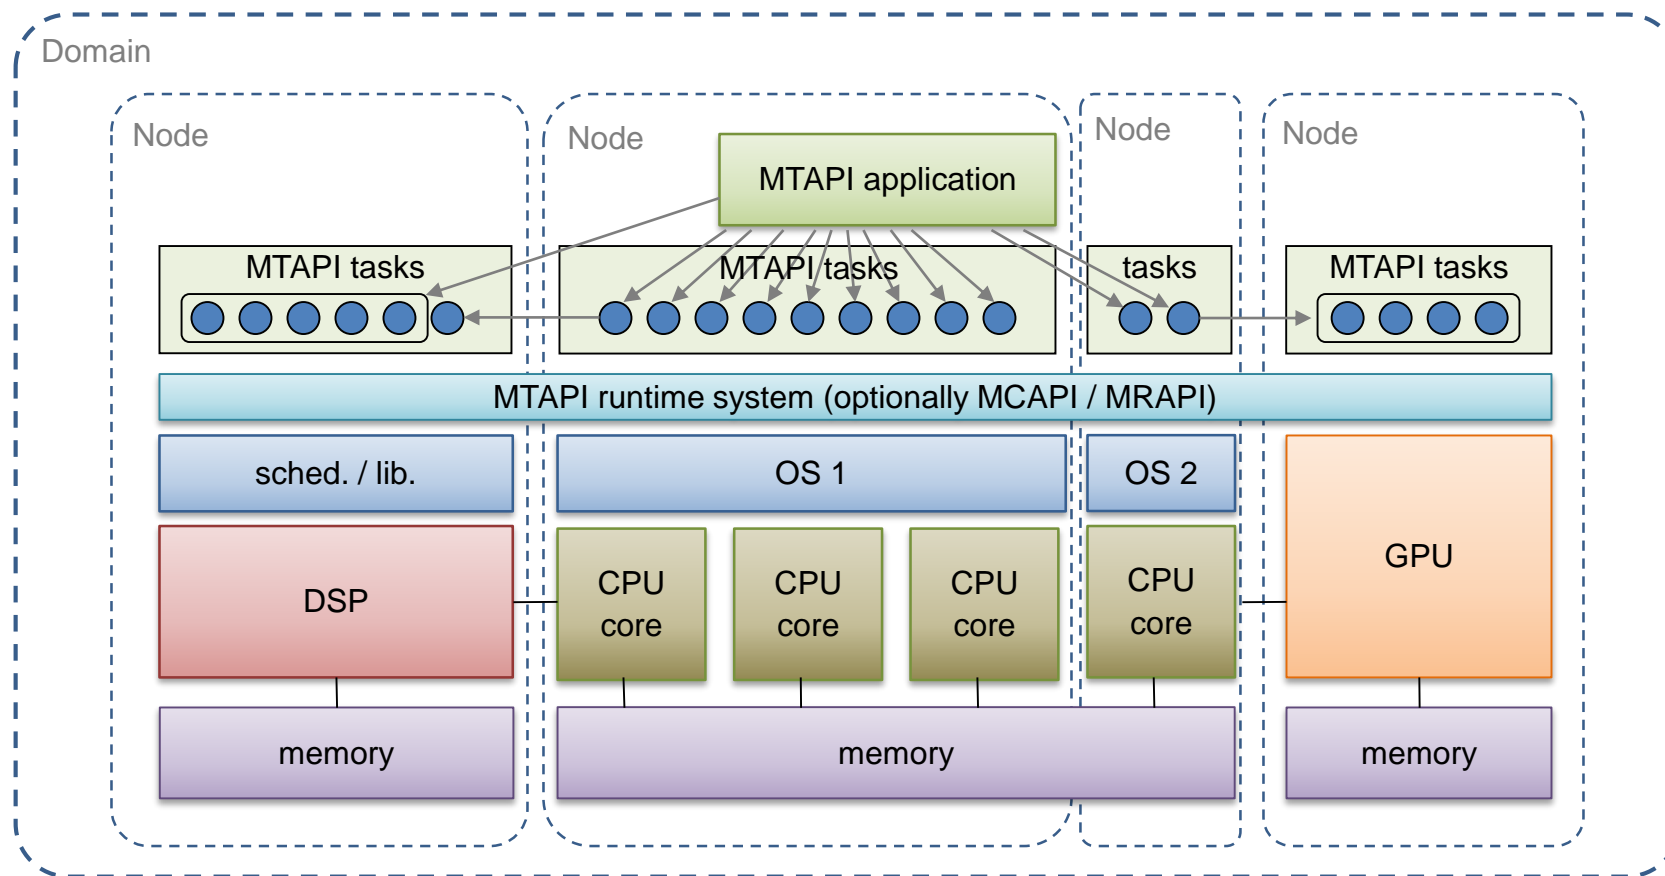 Domain
Node
Node
Node
Node
MTAPI application
MTAPI tasks
MTAPI tasks
tasks
MTAPI tasks
MTAPI runtime system (optionally MCAPI / MRAPI)
sched. / lib.
OS 1
OS 2
GPU
DSP
CPU
core
CPU
core
CPU
core
CPU
core
memory
memory
memory